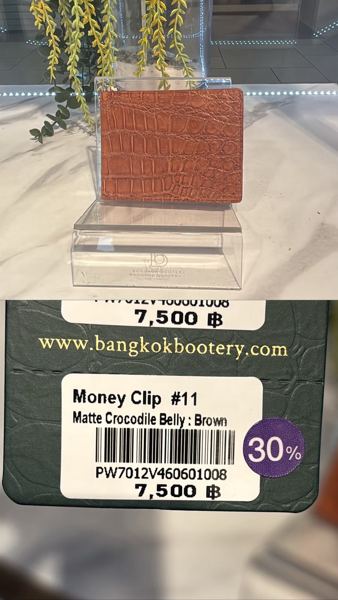 PW7012V460601008
7,500 ฿
www.bangkokbootery.com
Money Clip #11
Matte Crocodile Belly : Brown
30%
PW7012V460601008
7,500 ฿